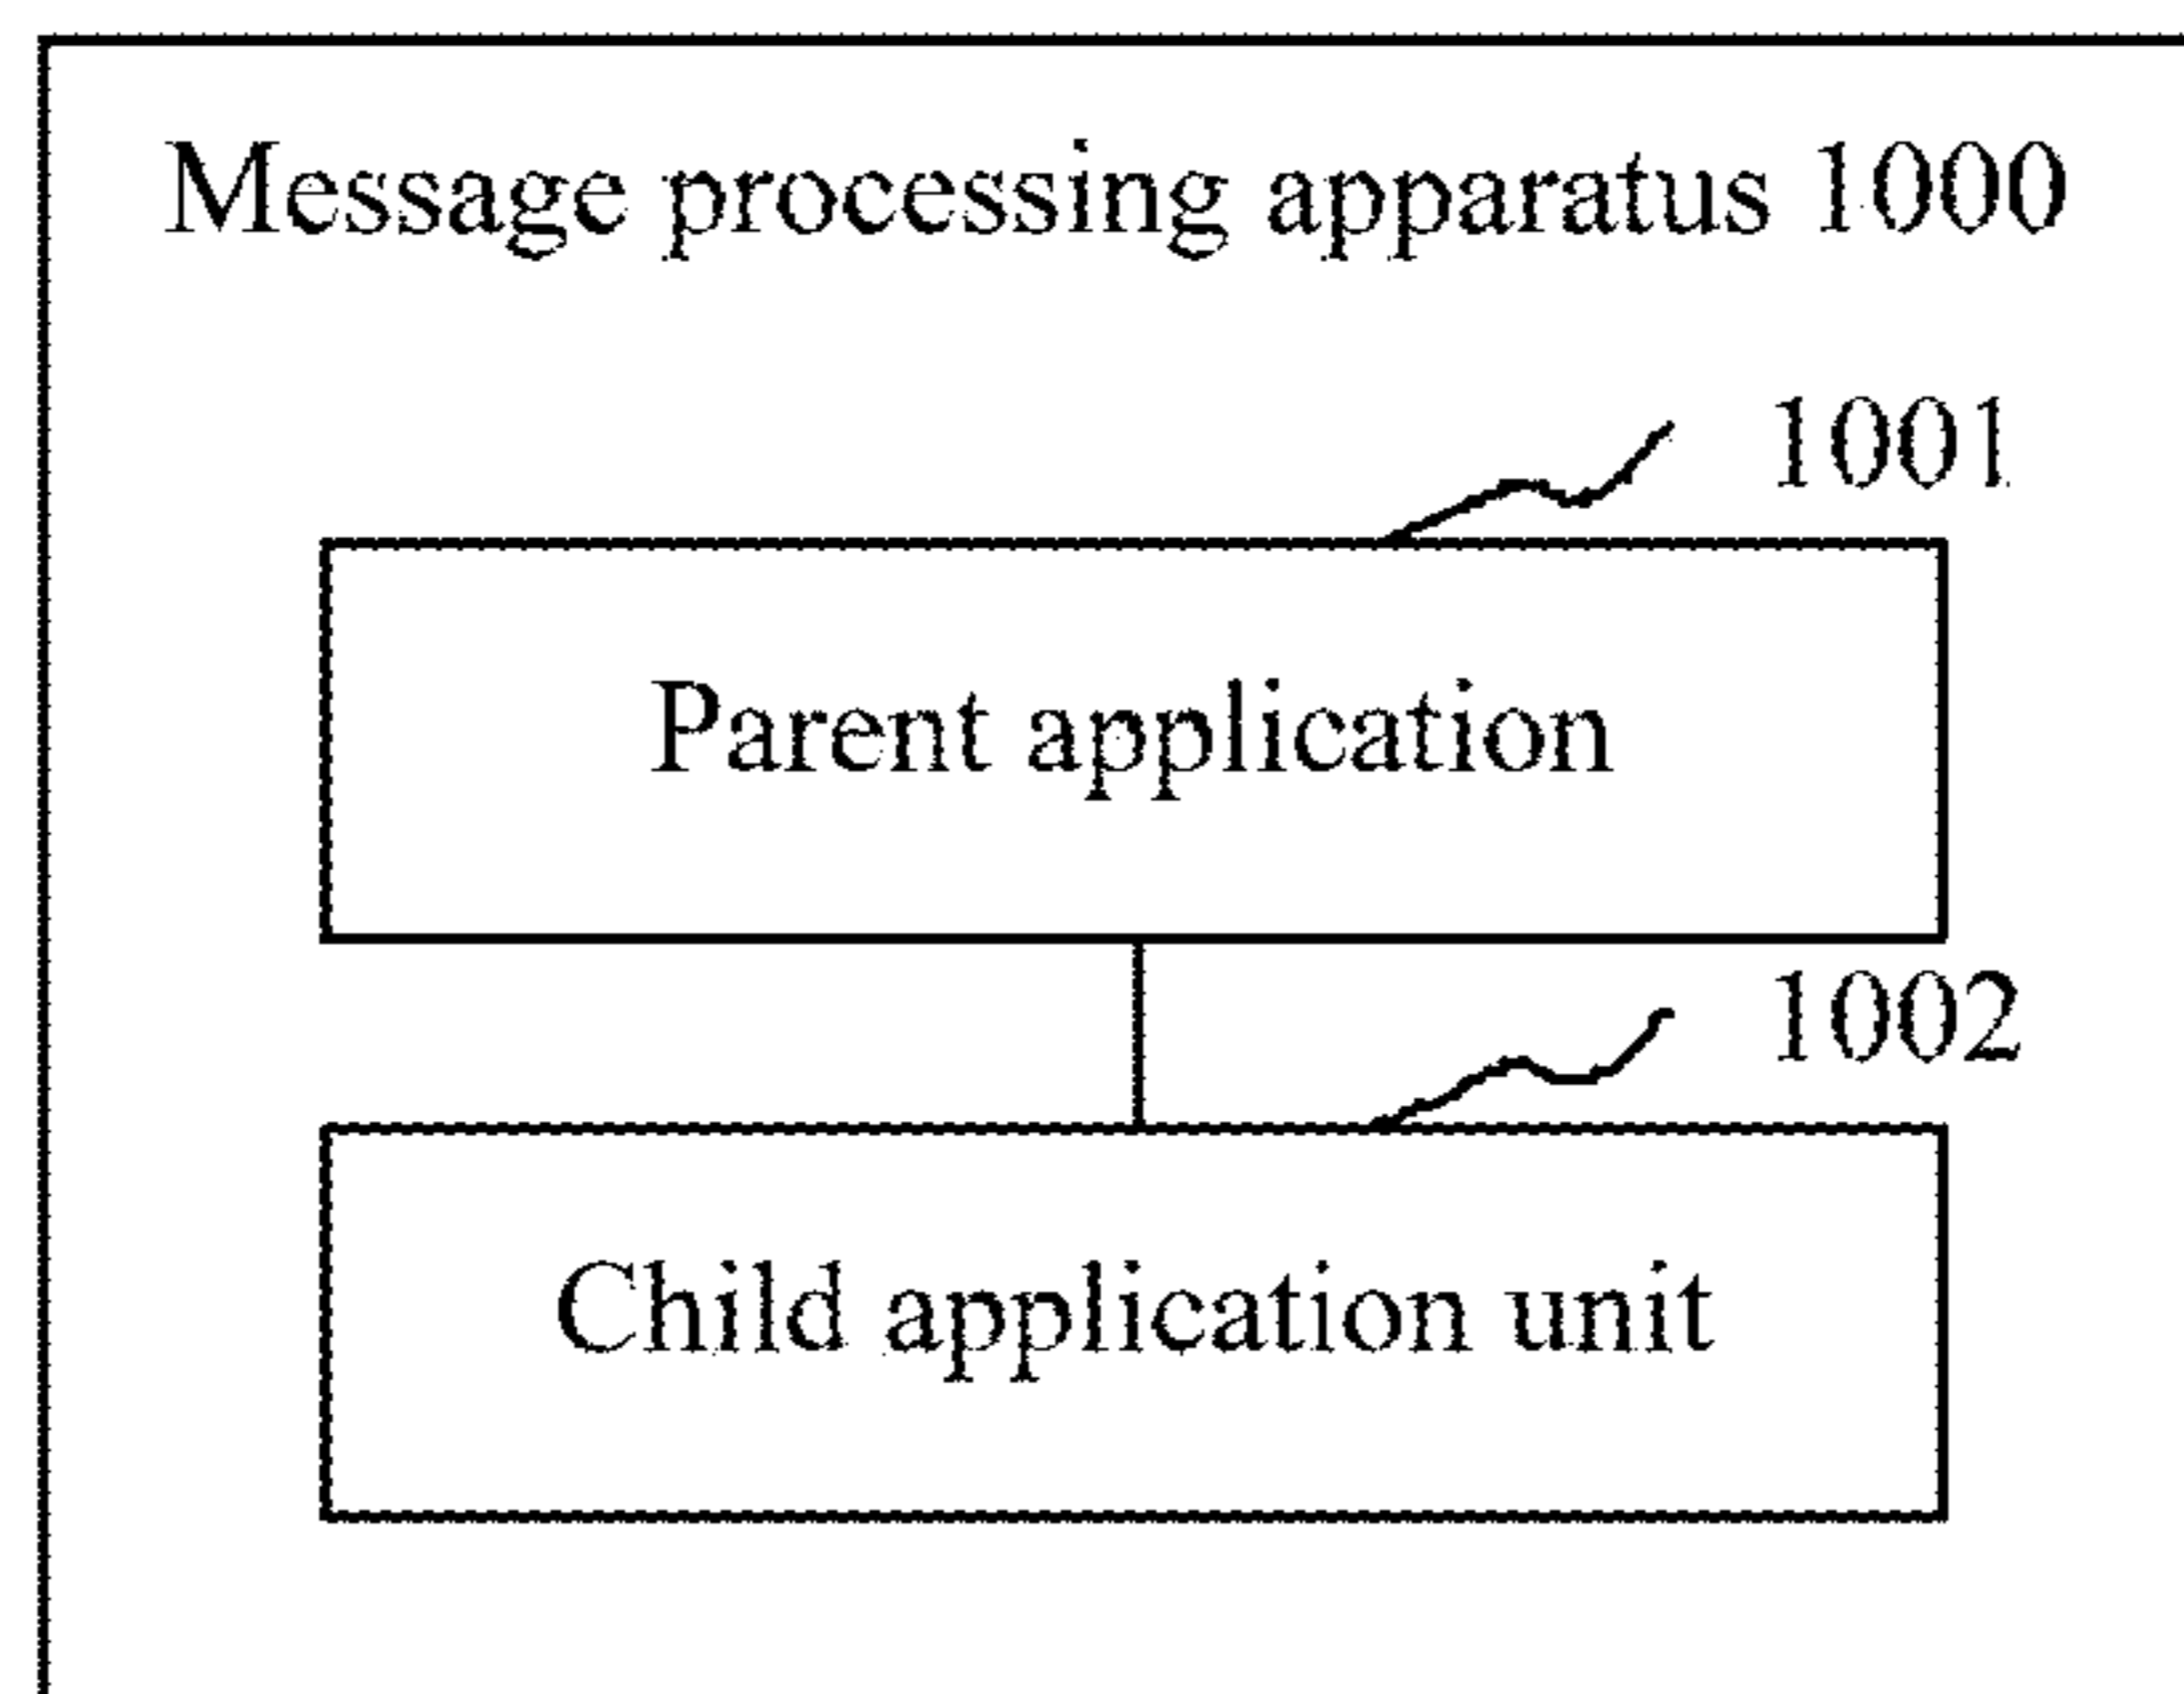 Message processing apparatus 1000
1001
Parent application
1002
Child application unit